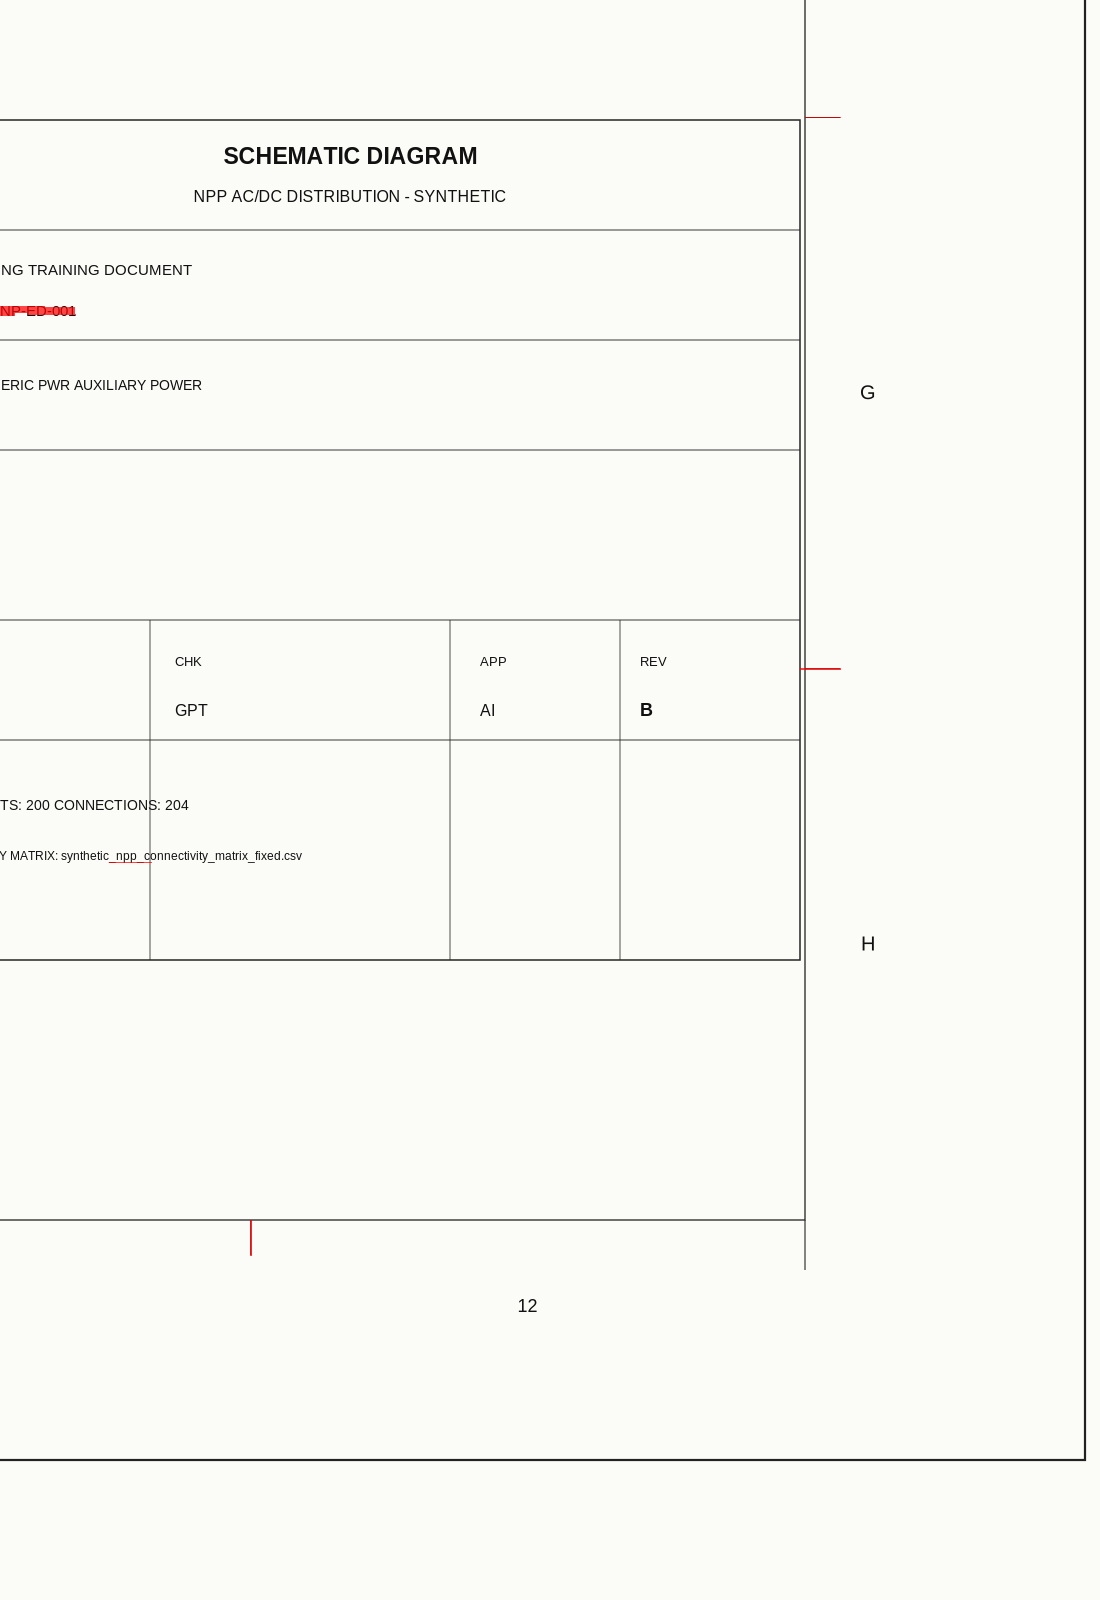 SCHEMATIC DIAGRAM
NPP AC/DC DISTRIBUTION - SYNTHETIC
NG TRAINING DOCUMENT
NP-ED-001
ERIC PWR AUXILIARY POWER
G
CHK
APP
REV
GPT
AI
B
TS: 200 CONNECTIONS: 204
Y MATRIX: synthetic_npp_connectivity_matrix_fixed.csv
H
12